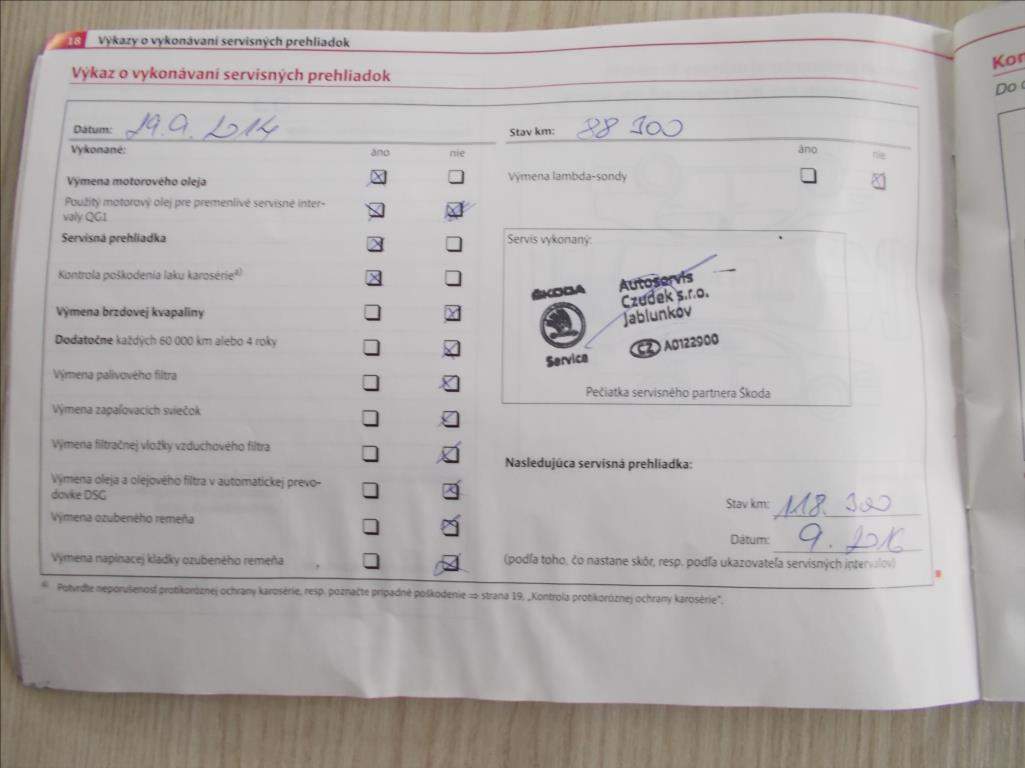 18 Výkazy o vykonávaní servisných prehliadok
Výkaz o vykonávaní servisných prehliadok
Dátum: 29.9.2014
Vykonané: áno nie
Výmena motorového oleja
Použitý motorový olej pre premenlivé servisné inter-
valy QG1
Servisná prehliadka
Kontrola poškodenia laku karosérie a)
Výmena brzdovej kvapaliny
Dodatočne každých 60 000 km alebo 4 roky
Výmena palivového filtra
Výmena zapaľovacích sviečok
Výmena filtračnej vložky vzduchového filtra
Výmena oleja a olejového filtra v automatickej prevo-
dovke DSG
Výmena ozubeného remeňa
Výmena napínacej kladky ozubeného remeňa
Stav km: 88 300
áno nie
Výmena lambda-sondy
Servis vykonaný:
ŠKODA
Service
Autoservis
Czudek s.r.o.
Jablunkov
CZ A0122900
Pečiatka servisného partnera Škoda
Nasledujúca servisná prehliadka:
Stav km: 118.300
Dátum: 9.2016
(podľa toho, čo nastane skôr, resp. podľa ukazovateľa servisných intervalov)
a) Potvrďte neporušenosť protikoróznej ochrany karosérie, resp. poznačte prípadné poškodenie ⇒ strana 19, „Kontrola protikoróznej ochrany karosérie“.